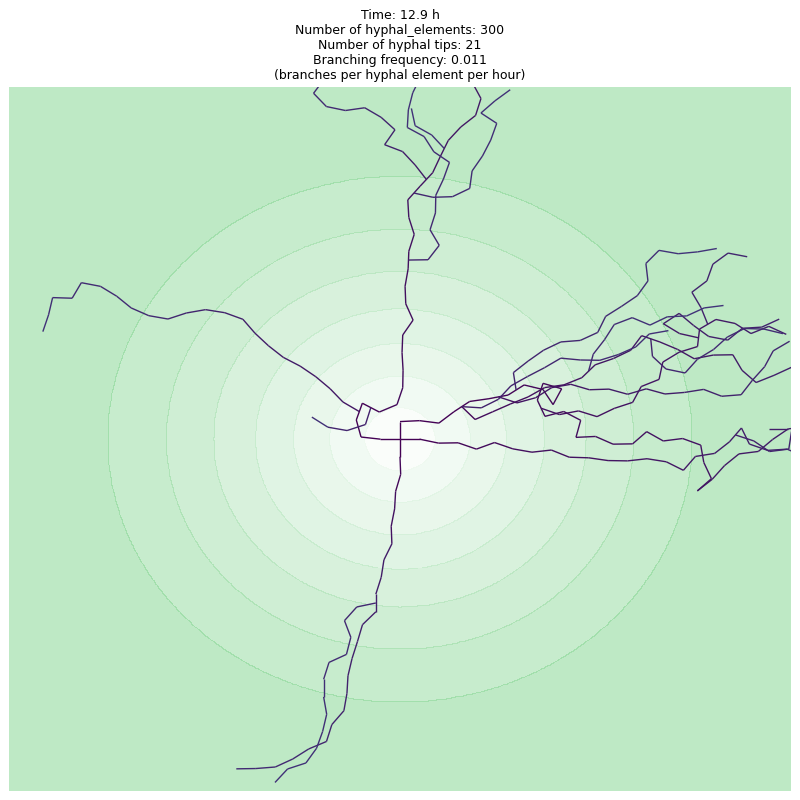 Time: 12.9 h
Number of hyphal_elements: 300
Number of hyphal tips: 21
Branching frequency: 0.011
(branches per hyphal element per hour)